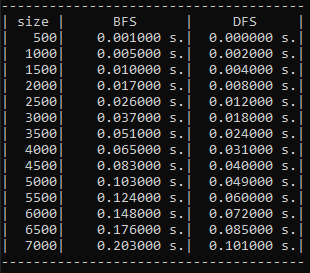 ---------------------------------------
| size |      BFS      |     DFS      |
|   500|    0.001000 s.|   0.000000 s.|
|  1000|    0.005000 s.|   0.002000 s.|
|  1500|    0.010000 s.|   0.004000 s.|
|  2000|    0.017000 s.|   0.008000 s.|
|  2500|    0.026000 s.|   0.012000 s.|
|  3000|    0.037000 s.|   0.018000 s.|
|  3500|    0.051000 s.|   0.024000 s.|
|  4000|    0.065000 s.|   0.031000 s.|
|  4500|    0.083000 s.|   0.040000 s.|
|  5000|    0.103000 s.|   0.049000 s.|
|  5500|    0.124000 s.|   0.060000 s.|
|  6000|    0.148000 s.|   0.072000 s.|
|  6500|    0.176000 s.|   0.085000 s.|
|  7000|    0.203000 s.|   0.101000 s.|
---------------------------------------